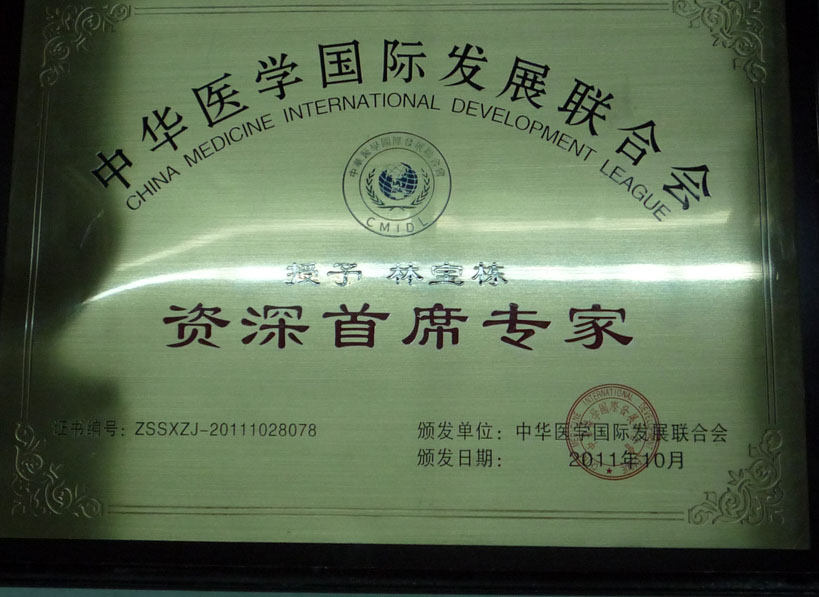 中华医学国际发展联合会
CHINA MEDICINE INTERNATIONAL DEVELOPMENT LEAGUE
CMIDL
授予 林宝栋
资深首席专家
证书编号: ZSSXZJ-20111028078
颁发单位: 中华医学国际发展联合会
颁发日期: 2011年10月